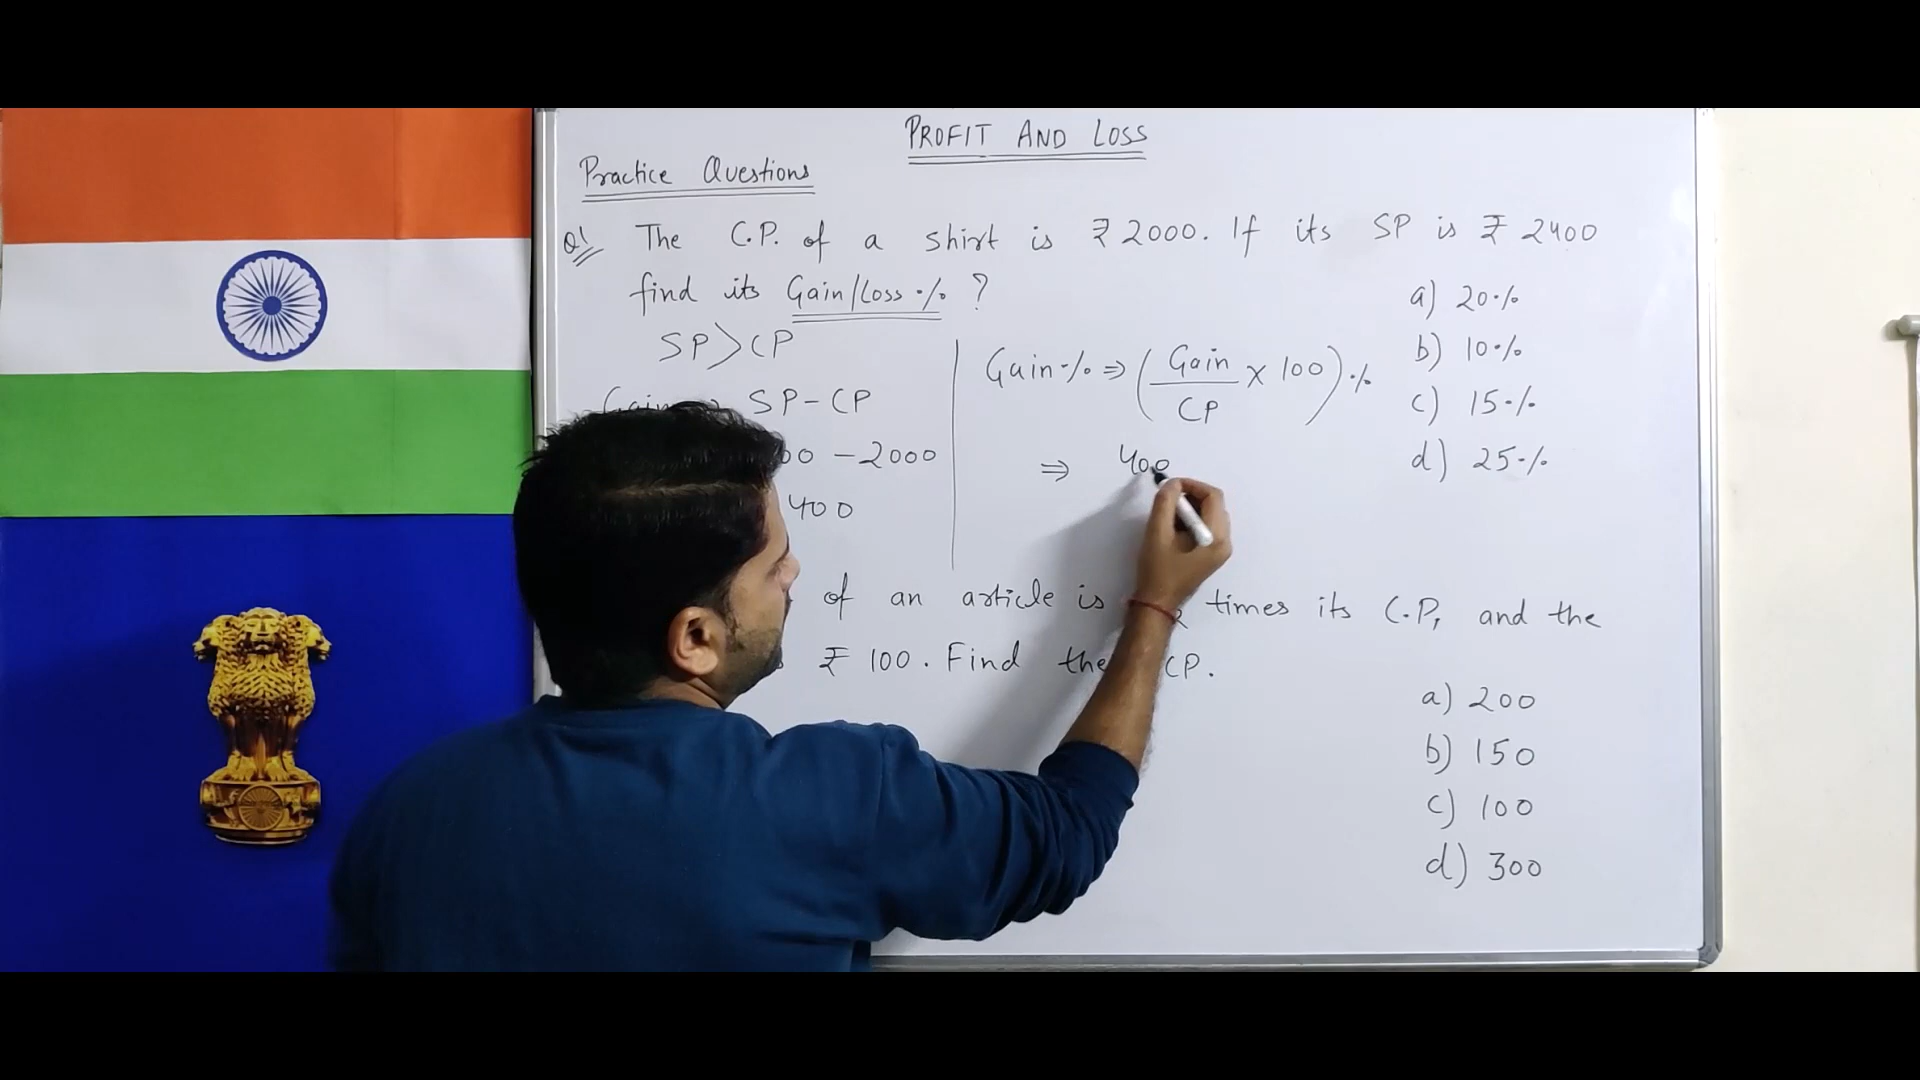 PROFIT AND LOSS
Practice Questions
Q1 The C.P. of a shirt is ₹ 2000. If its SP is ₹ 2400
find its Gain/Loss % ?
a) 20%
b) 10%
c) 15%
d) 25%
SP > CP
Gain ⇒ SP - CP
00 - 2000
400
Gain % ⇒ (Gain/CP × 100) %
⇒ 400
of an article is times its C.P, and the
₹ 100. Find the CP.
a) 200
b) 150
c) 100
d) 300